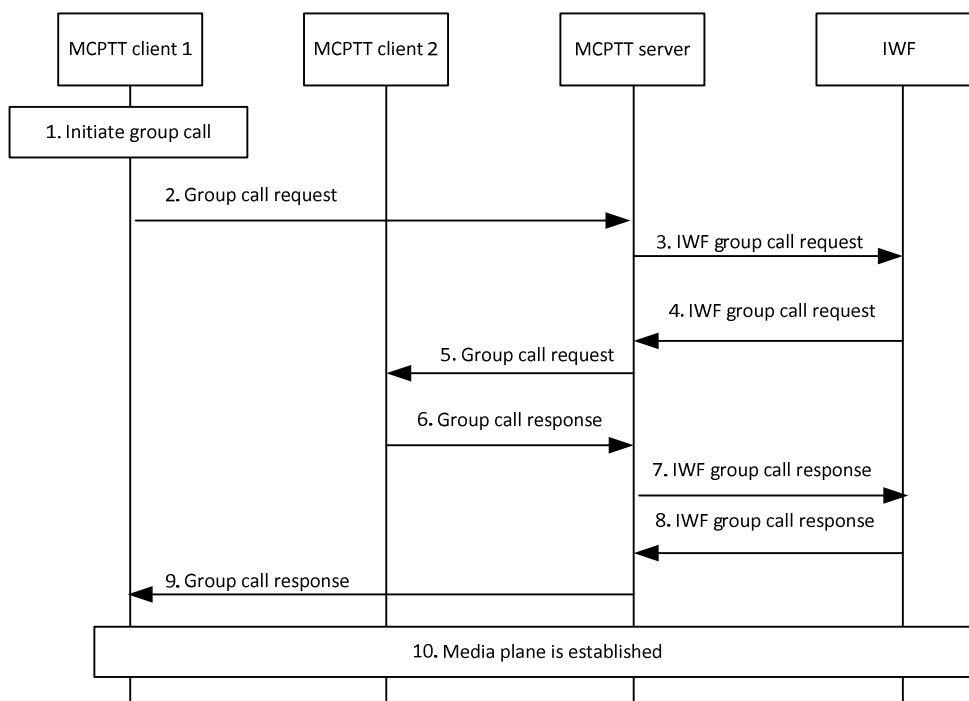 MCPTT client 1
MCPTT client 2
MCPTT server
IWF
1. Initiate group call
2. Group call request
3. IWF group call request
4. IWF group call request
5. Group call request
6. Group call response
7. IWF group call response
8. IWF group call response
9. Group call response
10. Media plane is established